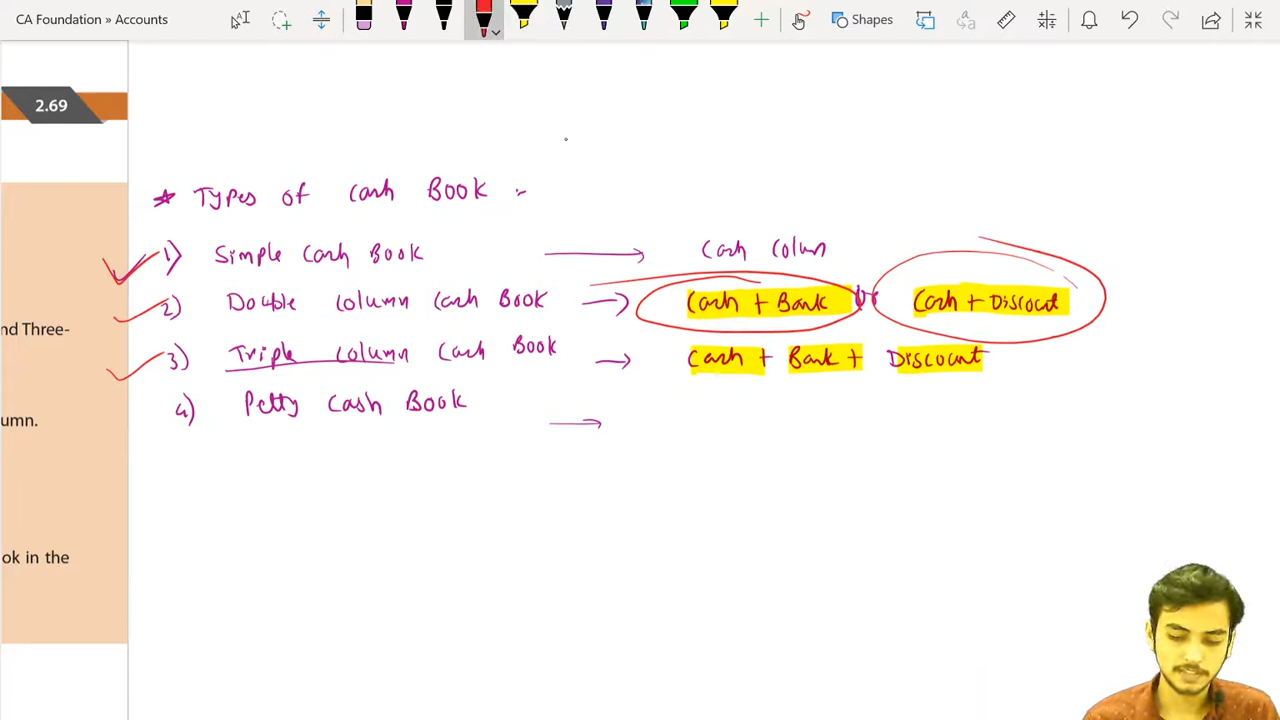 CA Foundation » Accounts
Shapes
2.69
* Types of Cash Book :-
1) Simple Cash Book → Cash Column
2) Double Column Cash Book → Cash + Bank or Cash + Discount
nd Three-
3) Triple Column Cash Book → Cash + Bank + Discount
4) Petty Cash Book →
umn.
ok in the